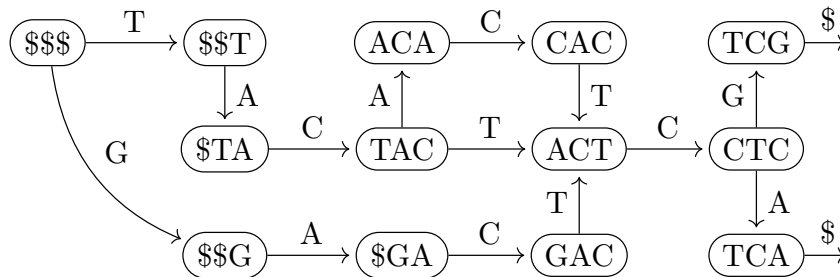 T C $
$$$ $$T ACA CAC TCG
A A T G
C T C
$TA TAC ACT CTC
G T A
A C $
$$G $GA GAC TCA